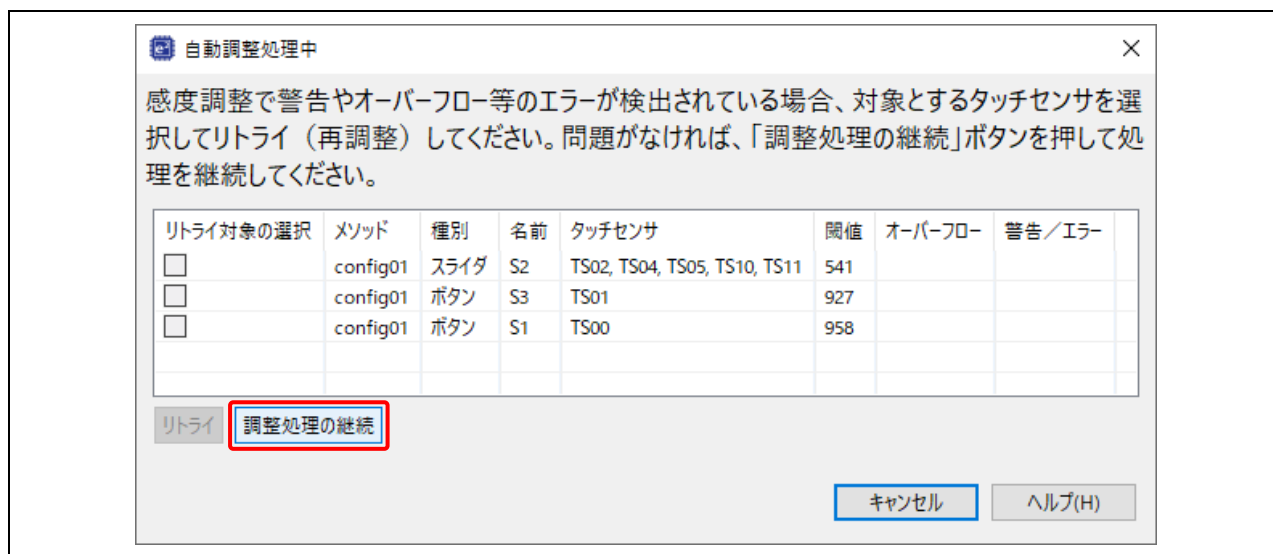 自動調整処理中
感度調整で警告やオーバーフロー等のエラーが検出されている場合、対象とするタッチセンサを選
択してリトライ（再調整）してください。問題がなければ、「調整処理の継続」ボタンを押して処
理を継続してください。
リトライ対象の選択 メソッド 種別 名前 タッチセンサ 閾値 オーバーフロー 警告／エラー
config01 スライダ S2 TS02, TS04, TS05, TS10, TS11 541
config01 ボタン S3 TS01 927
config01 ボタン S1 TS00 958
リトライ 調整処理の継続
キャンセル ヘルプ(H)